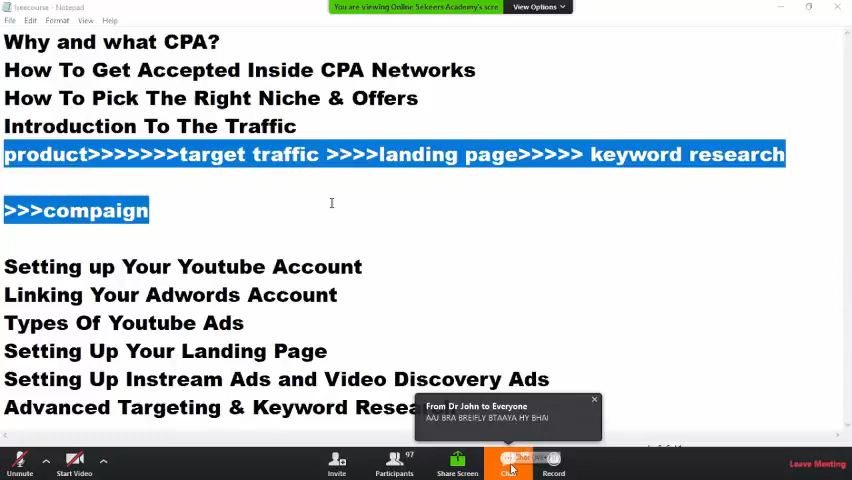 freecourse - Notepad
You are viewing Online Sekeers Academy's scre
View Options
File Edit Format View Help
Why and what CPA?
How To Get Accepted Inside CPA Networks
How To Pick The Right Niche & Offers
Introduction To The Traffic
product>>>>>>>target traffic >>>>landing page>>>>> keyword research
>>>compaign
Setting up Your Youtube Account
Linking Your Adwords Account
Types Of Youtube Ads
Setting Up Your Landing Page
Setting Up Instream Ads and Video Discovery Ads
Advanced Targeting & Keyword Resea
From Dr John to Everyone
AAJ BRA BREIFLY BTAAYA HY BHAI
97
Unmute Start Video Invite Participants Share Screen Chat Record Leave Meeting